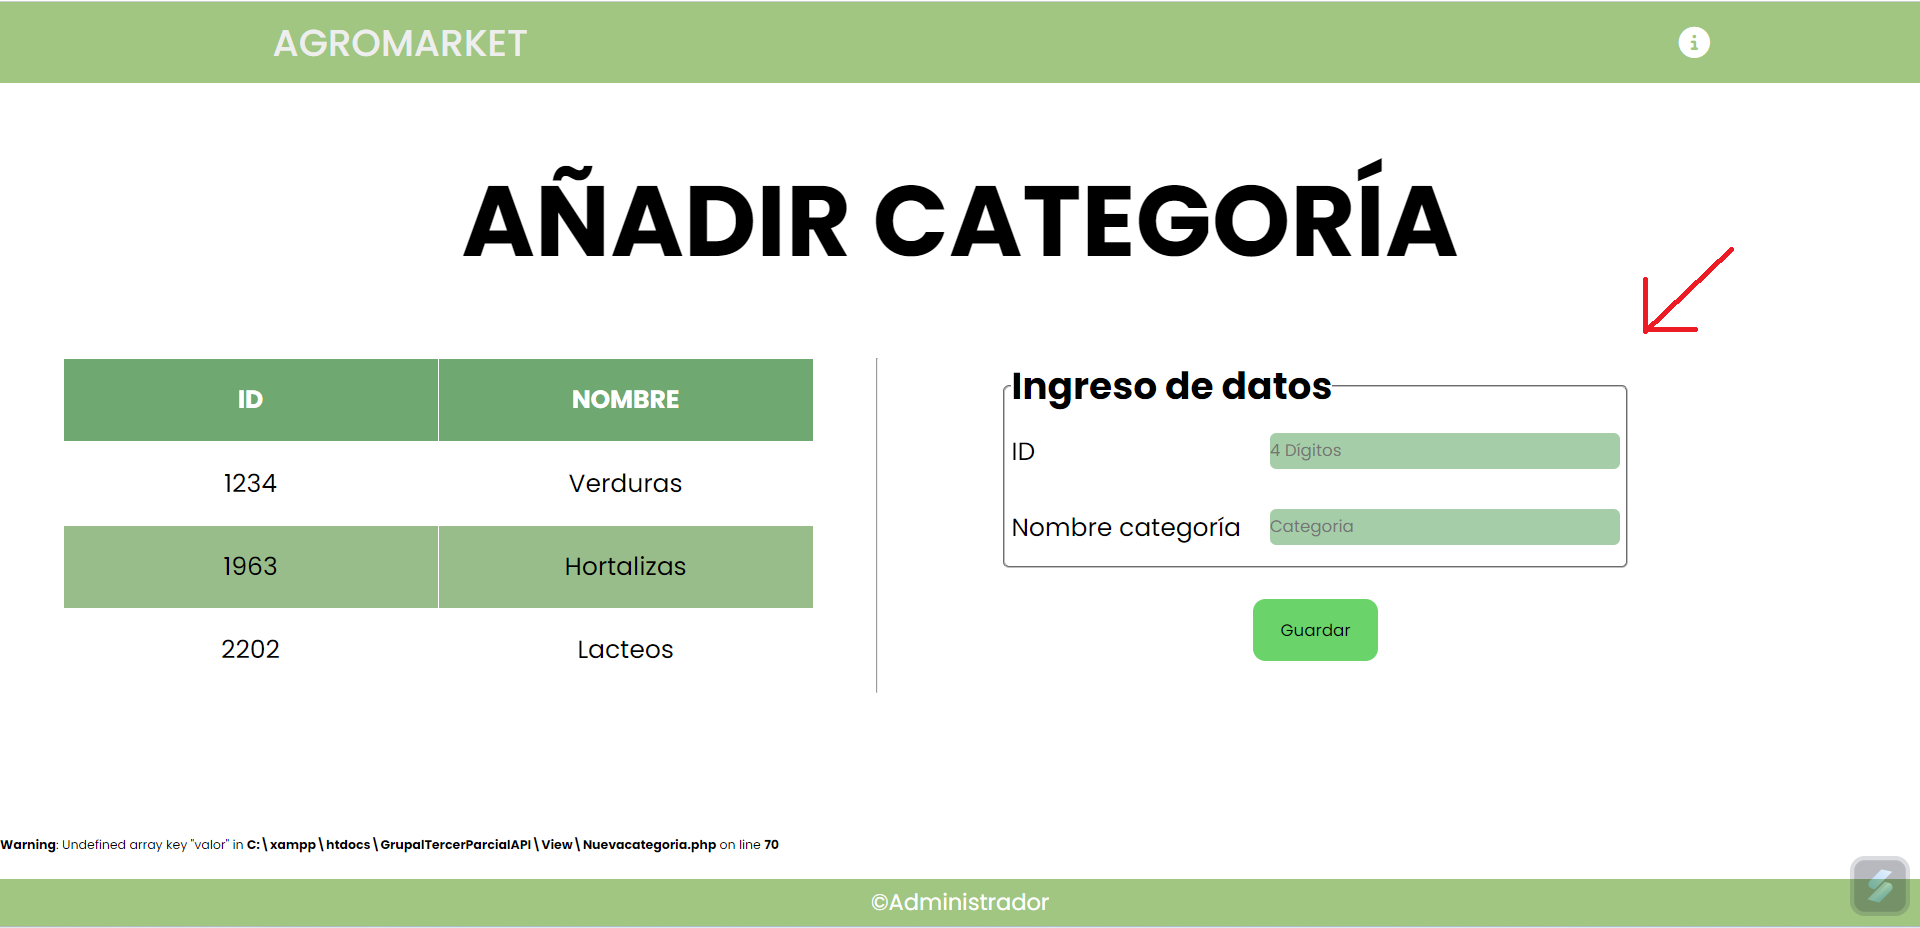 AGROMARKET
AÑADIR CATEGORÍA
ID NOMBRE
1234 Verduras
1963 Hortalizas
2202 Lacteos
Ingreso de datos
ID 4 Dígitos
Nombre categoría Categoria
Guardar
Warning: Undefined array key "valor" in C:\xampp\htdocs\GrupalTercerParcialAPI\View\Nuevacategoria.php on line 70
©Administrador